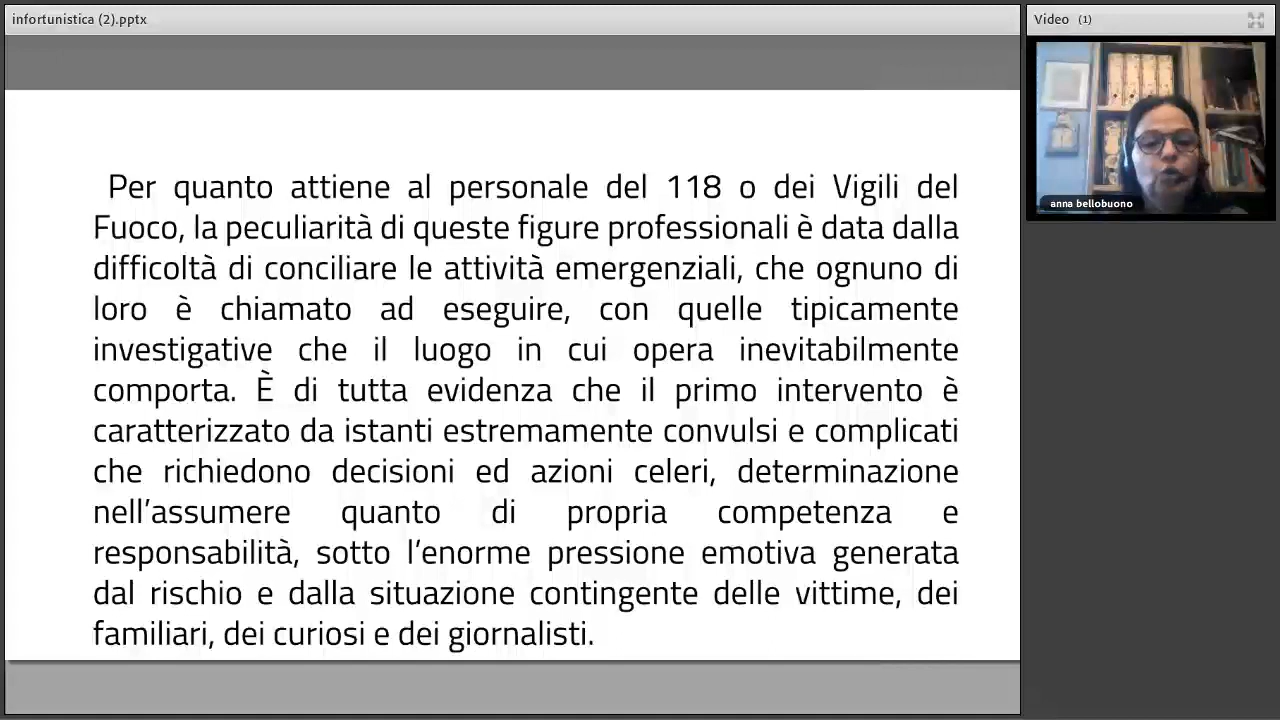 infortunistica (2).pptx
Video (1)
anna bellobuono
Per quanto attiene al personale del 118 o dei Vigili del
Fuoco, la peculiarità di queste figure professionali è data dalla
difficoltà di conciliare le attività emergenziali, che ognuno di
loro è chiamato ad eseguire, con quelle tipicamente
investigative che il luogo in cui opera inevitabilmente
comporta. È di tutta evidenza che il primo intervento è
caratterizzato da istanti estremamente convulsi e complicati
che richiedono decisioni ed azioni celeri, determinazione
nell’assumere quanto di propria competenza e
responsabilità, sotto l’enorme pressione emotiva generata
dal rischio e dalla situazione contingente delle vittime, dei
familiari, dei curiosi e dei giornalisti.